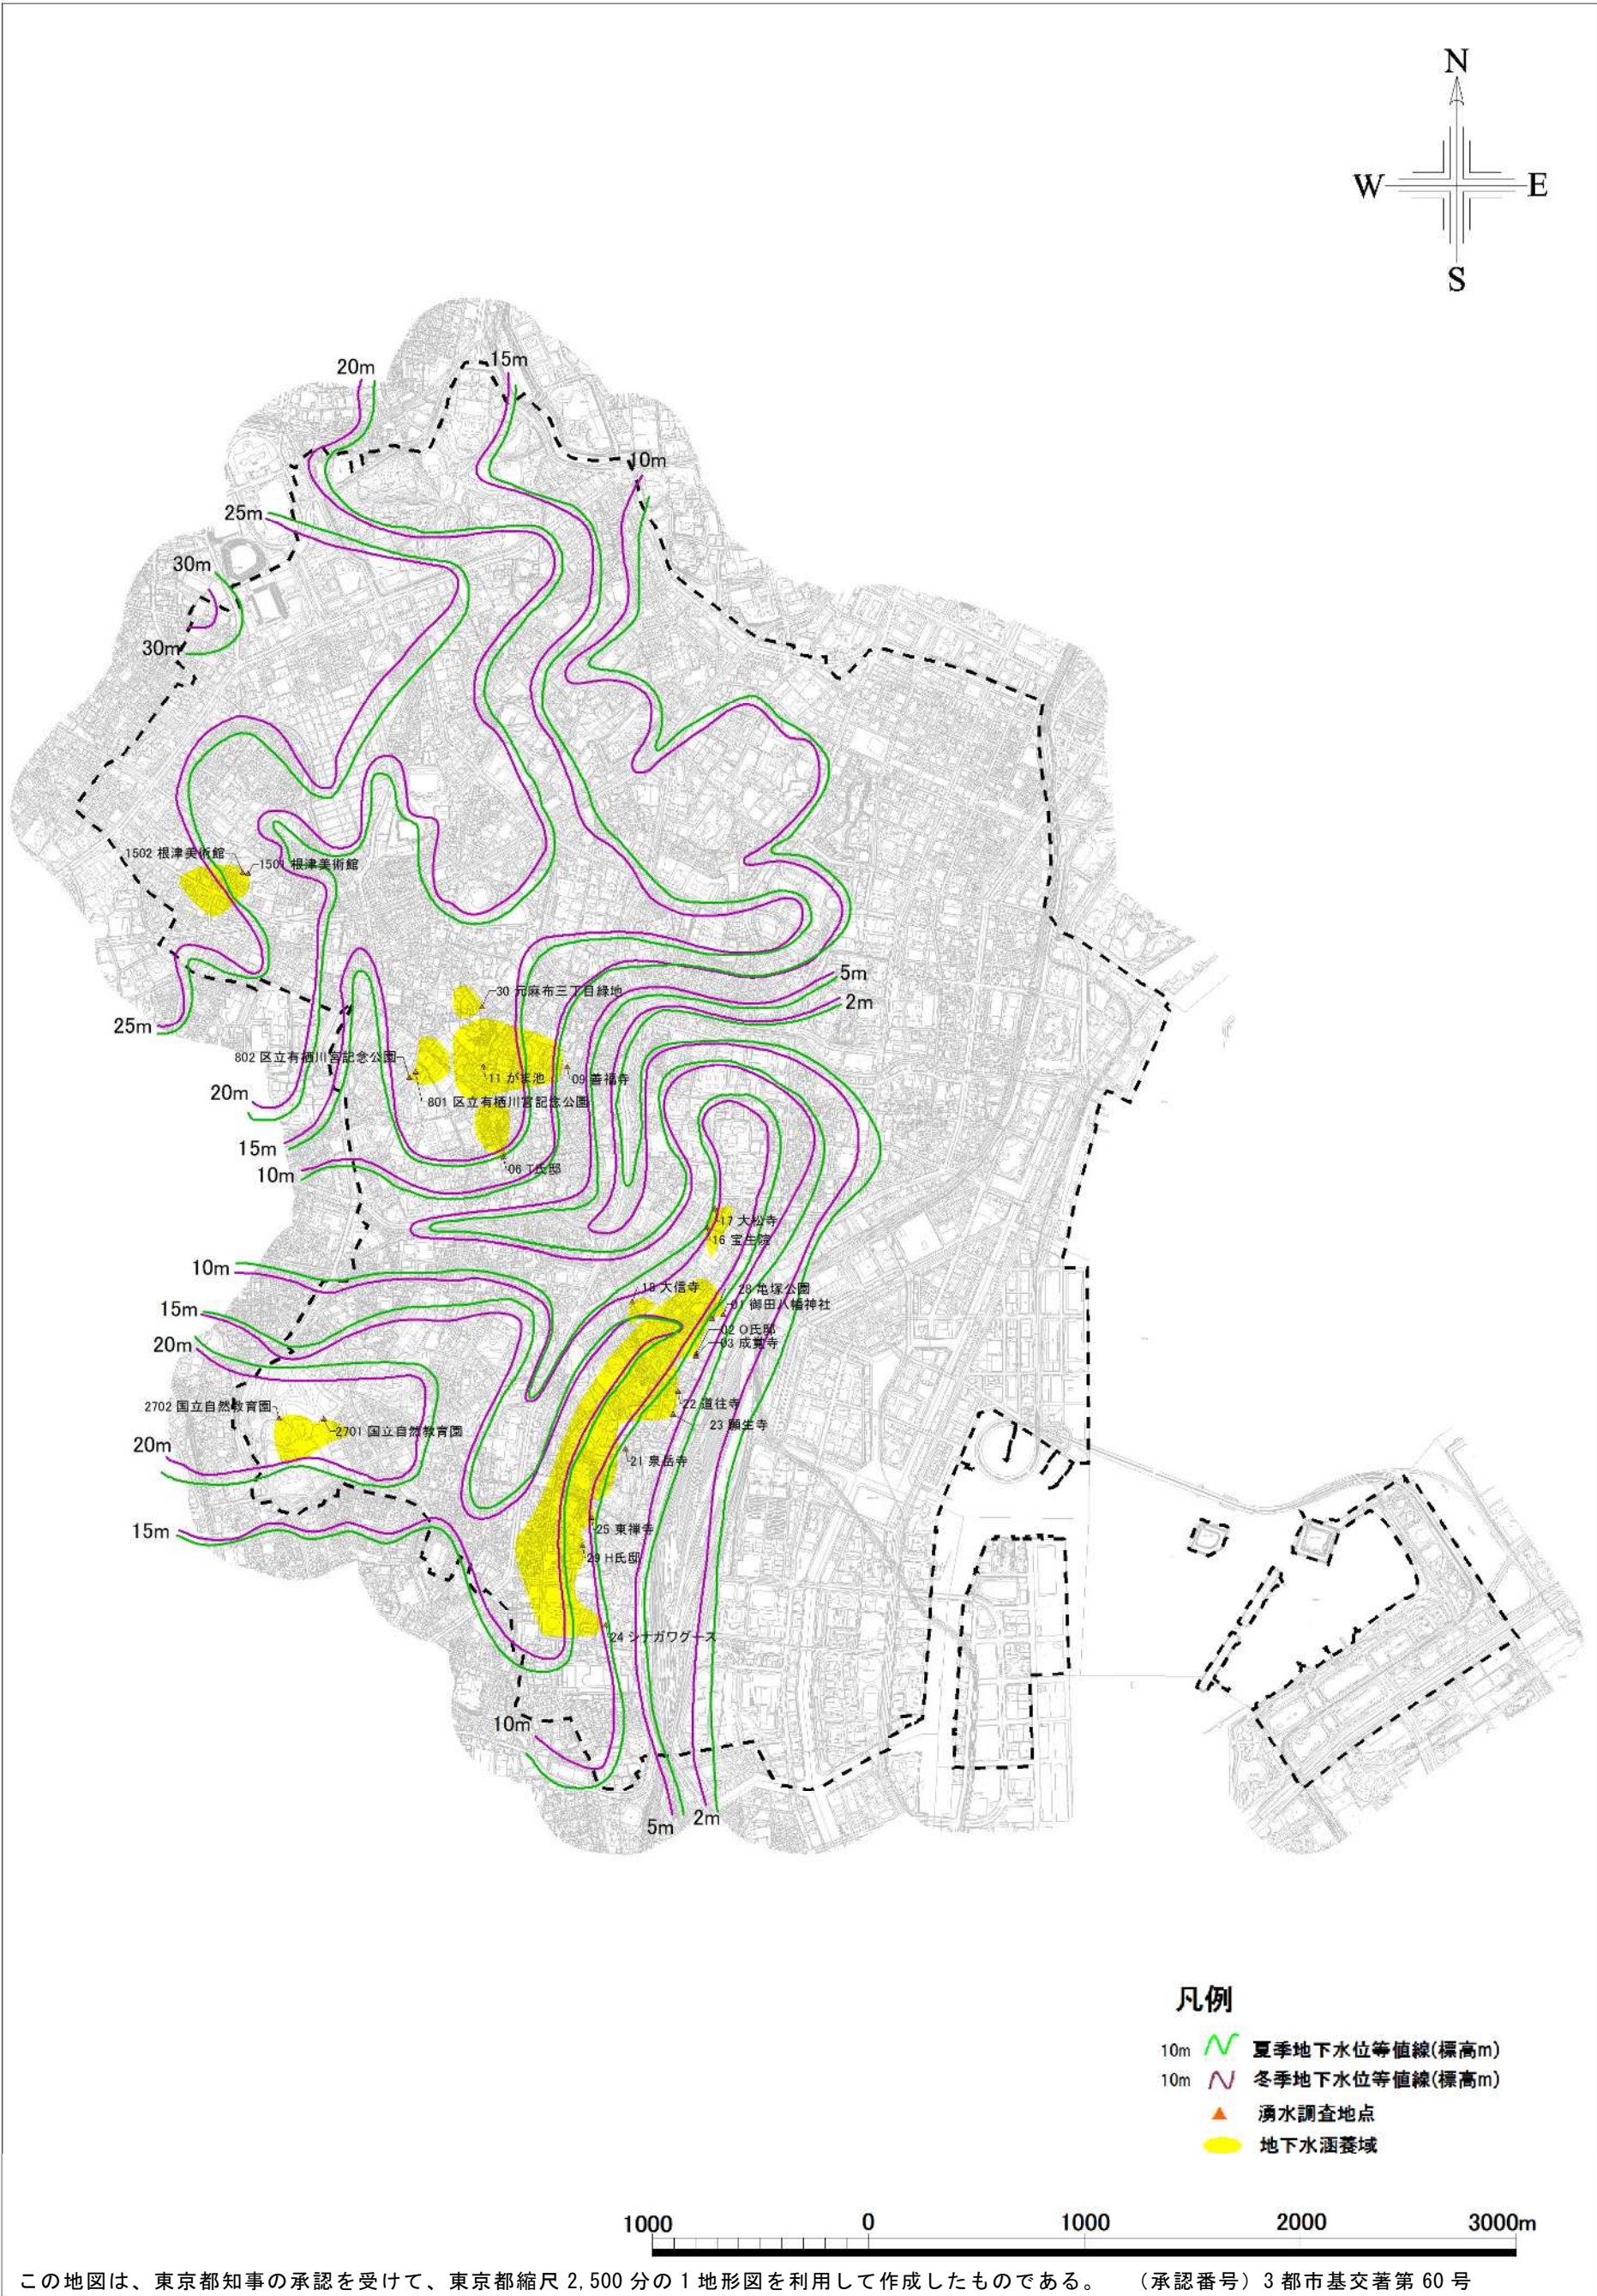 N
W E
S
20m
15m
10m
25m
30m
30m
1502 根津美術館
1501 根津美術館
5m
30 元麻布三丁目緑地
2m
25m
802 区立有栖川宮記念公園
11 がま池
09 善福寺
20m
801 区立有栖川宮記念公園
15m
06 T氏邸
10m
17 大松寺
16 宝生院
10m
18 大信寺
28 亀塚公園
01 御田八幡神社
15m
02 O氏邸
03 成覚寺
20m
2702 国立自然教育園
22 道往寺
23 願生寺
2701 国立自然教育園
20m
21 泉岳寺
15m
25 東禅寺
29 H氏邸
24 シナガワグース
10m
5m
2m
凡例
10m 夏季地下水位等値線(標高m)
10m 冬季地下水位等値線(標高m)
湧水調査地点
地下水涵養域
1000 0 1000 2000 3000m
この地図は、東京都知事の承認を受けて、東京都縮尺 2,500 分の 1 地形図を利用して作成したものである。 (承認番号) 3 都市基交著第 60 号